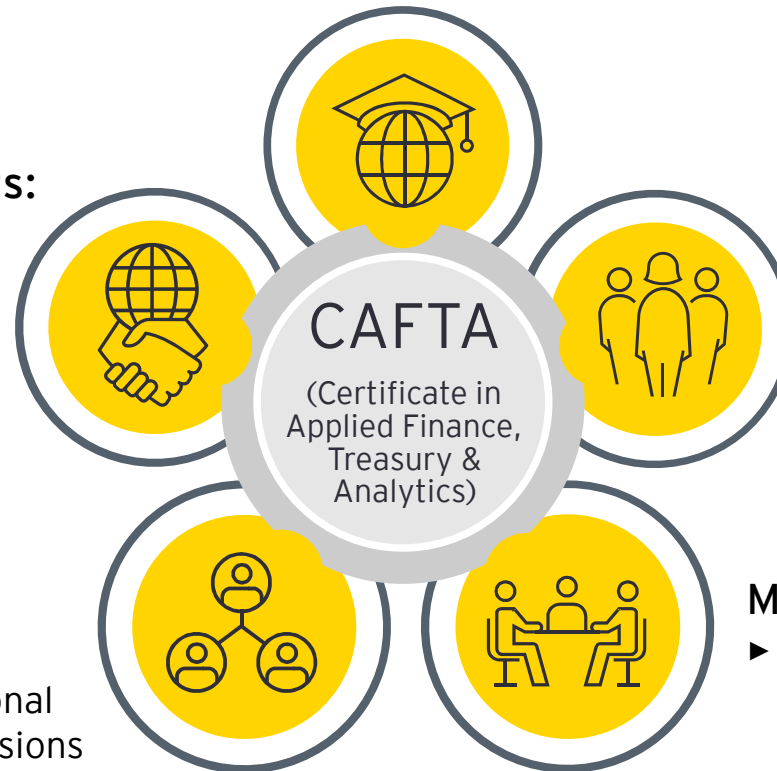 s:
CAFTA
(Certificate in
Applied Finance,
Treasury &
Analytics)
M
►
onal
sions